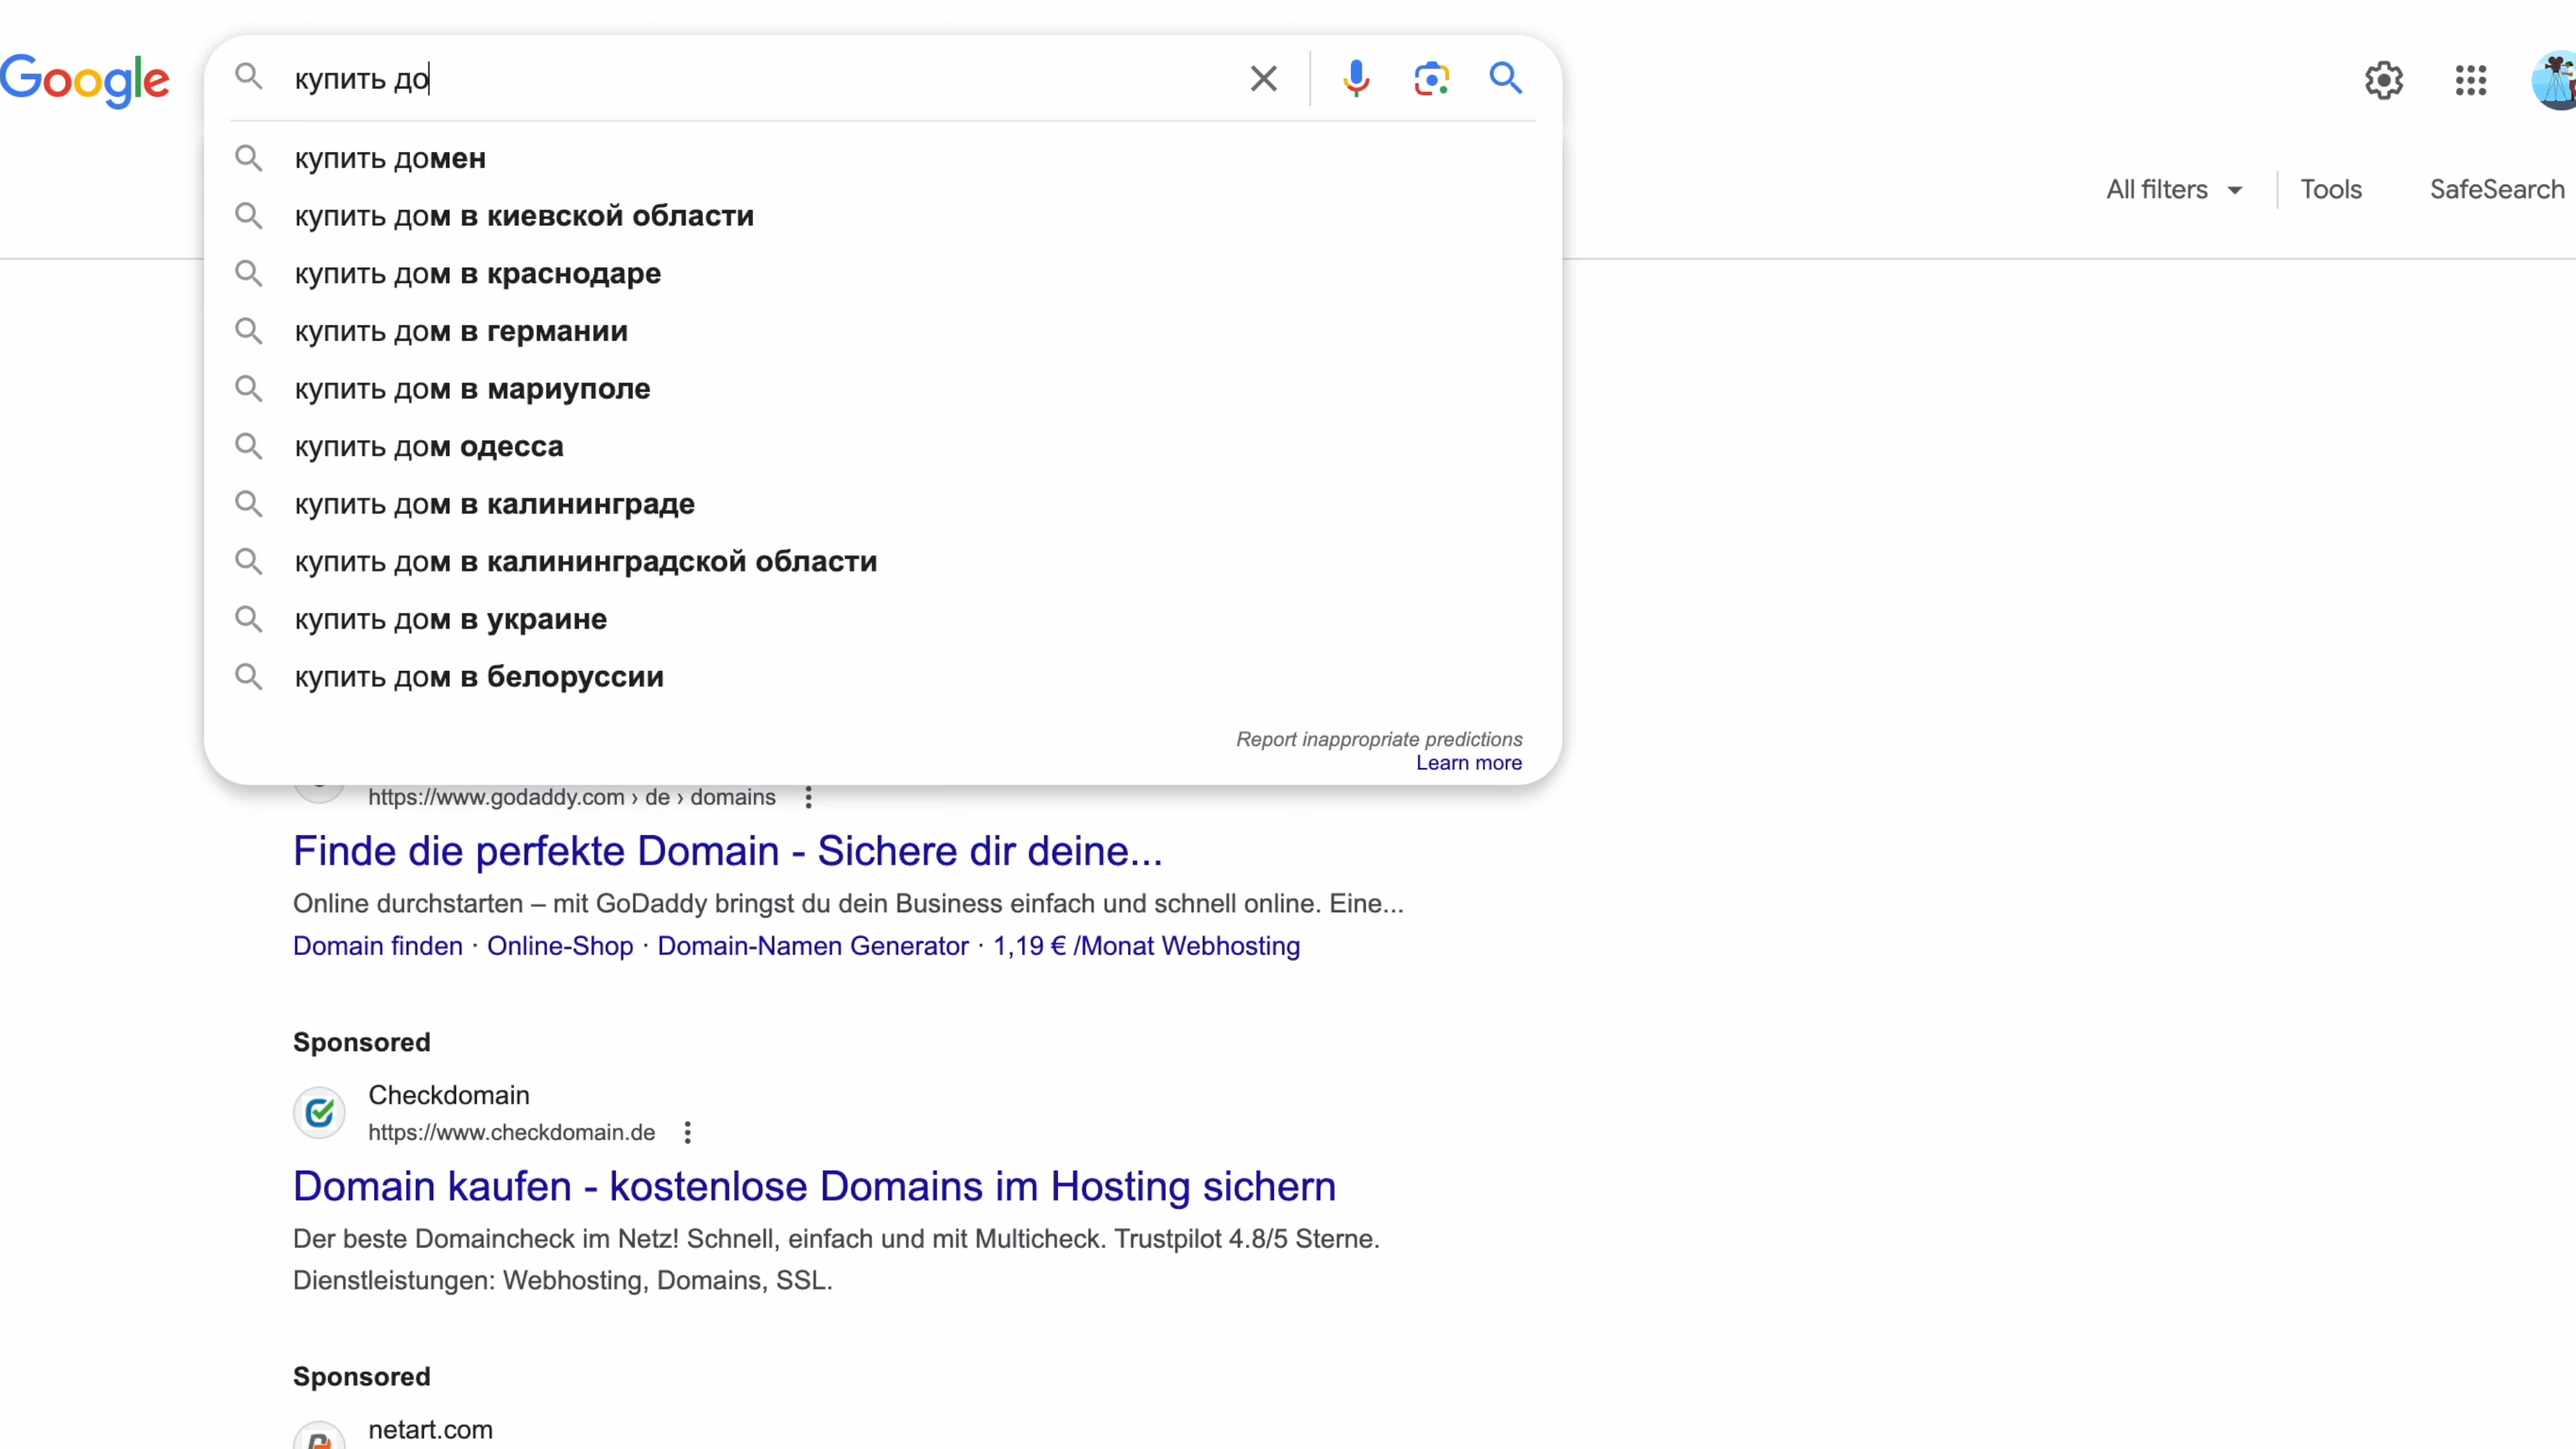 Google
купить до
купить домен
купить дом в киевской области
купить дом в краснодаре
купить дом в германии
купить дом в мариуполе
купить дом одесса
купить дом в калининграде
купить дом в калининградской области
купить дом в украине
купить дом в белоруссии
Report inappropriate predictions
Learn more
All filters
Tools
SafeSearch
https://www.godaddy.com › de › domains
Finde die perfekte Domain - Sichere dir deine...
Online durchstarten – mit GoDaddy bringst du dein Business einfach und schnell online. Eine...
Domain finden · Online-Shop · Domain-Namen Generator · 1,19 € /Monat Webhosting
Sponsored
Checkdomain
https://www.checkdomain.de
Domain kaufen - kostenlose Domains im Hosting sichern
Der beste Domaincheck im Netz! Schnell, einfach und mit Multicheck. Trustpilot 4.8/5 Sterne.
Dienstleistungen: Webhosting, Domains, SSL.
Sponsored
netart.com